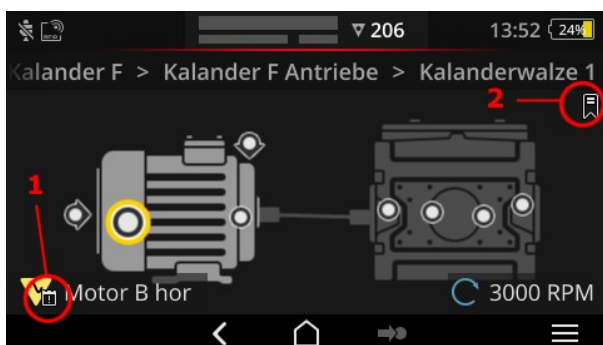 206 13:52 24%
Kalander F > Kalander F Antriebe > Kalanderwalze 1
2
1
Motor B hor
3000 RPM